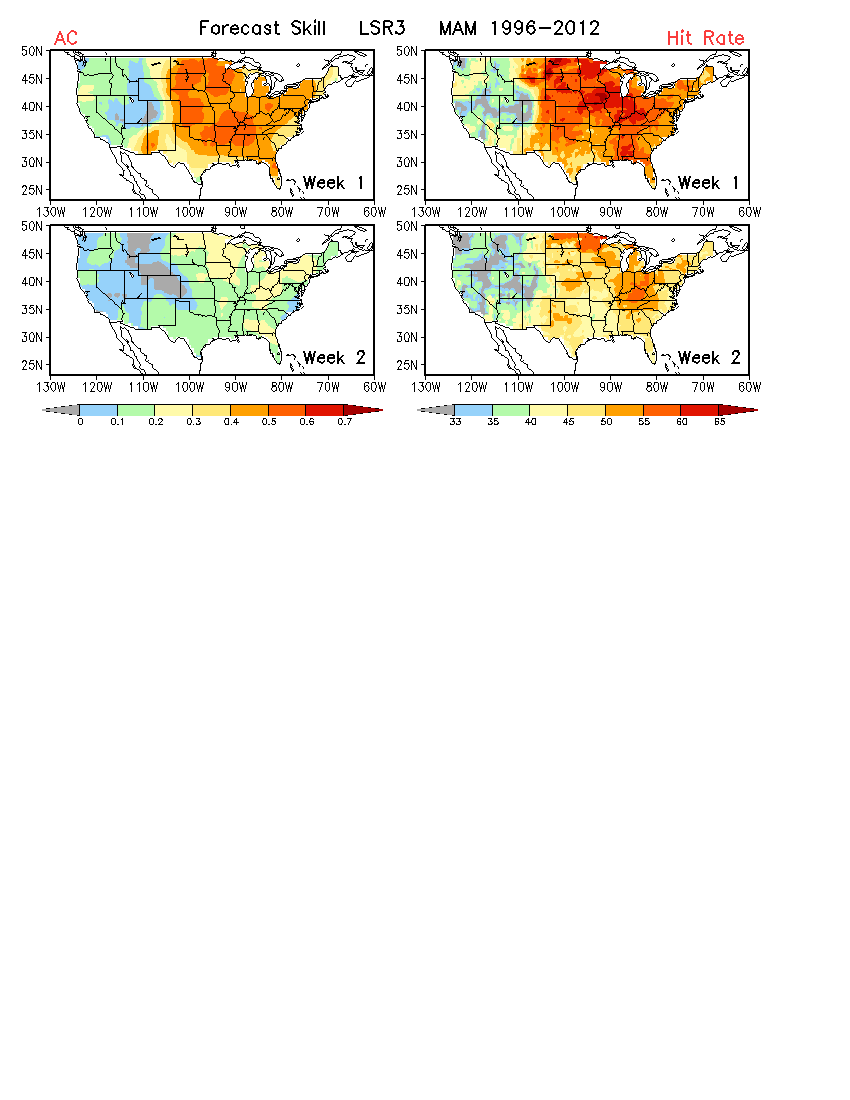 Forecast Skill LSR3 MAM 1996-2012
AC
Hit Rate
50N
45N
40N
35N
30N
25N
Week 1
130W 120W 110W 100W 90W 80W 70W 60W
50N
45N
40N
35N
30N
25N
Week 1
130W 120W 110W 100W 90W 80W 70W 60W
50N
45N
40N
35N
30N
25N
Week 2
130W 120W 110W 100W 90W 80W 70W 60W
50N
45N
40N
35N
30N
25N
Week 2
130W 120W 110W 100W 90W 80W 70W 60W
0 0.1 0.2 0.3 0.4 0.5 0.6 0.7
33 35 40 45 50 55 60 65